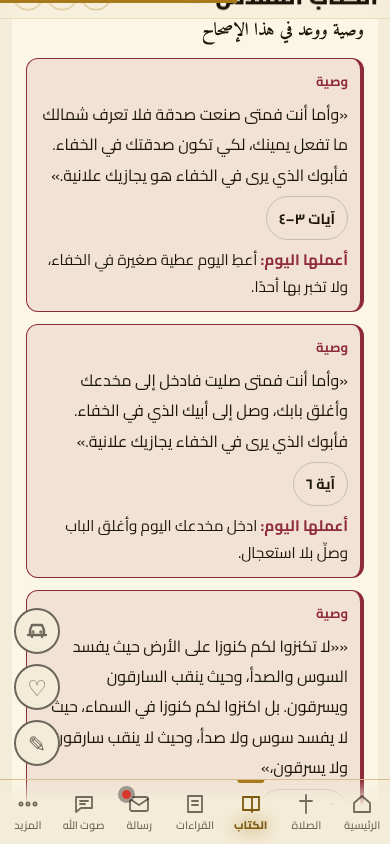 وصية ووعد في هذا الإصحاح
وصية
«وأما أنت فمتى صنعت صدقة فلا تعرف شمالك
ما تفعل يمينك، لكي تكون صدقتك في الخفاء.
فأبوك الذي يرى في الخفاء هو يجازيك علانية.»
آيات ٣–٤
أعملها اليوم: أعطِ اليوم عطية صغيرة في الخفاء،
ولا تخبر بها أحدًا.
وصية
«وأما أنت فمتى صليت فادخل إلى مخدعك
وأغلق بابك، وصل إلى أبيك الذي في الخفاء.
فأبوك الذي يرى في الخفاء يجازيك علانية.»
آية ٦
أعملها اليوم: ادخل مخدعك اليوم وأغلق الباب
وصلِّ بلا استعجال.
وصية
«»لا تكنزوا لكم كنوزا على الأرض حيث يفسد
السوس والصدأ، وحيث ينقب السارقون
ويسرقون. بل اكنزوا لكم كنوزا في السماء، حيث
لا يفسد سوس ولا صدأ، وحيث لا ينقب سارقون
ولا يسرقون،»
الرئيسية
الصلاة
الكتاب
القراءات
رسالة
صوت الله
المزيد